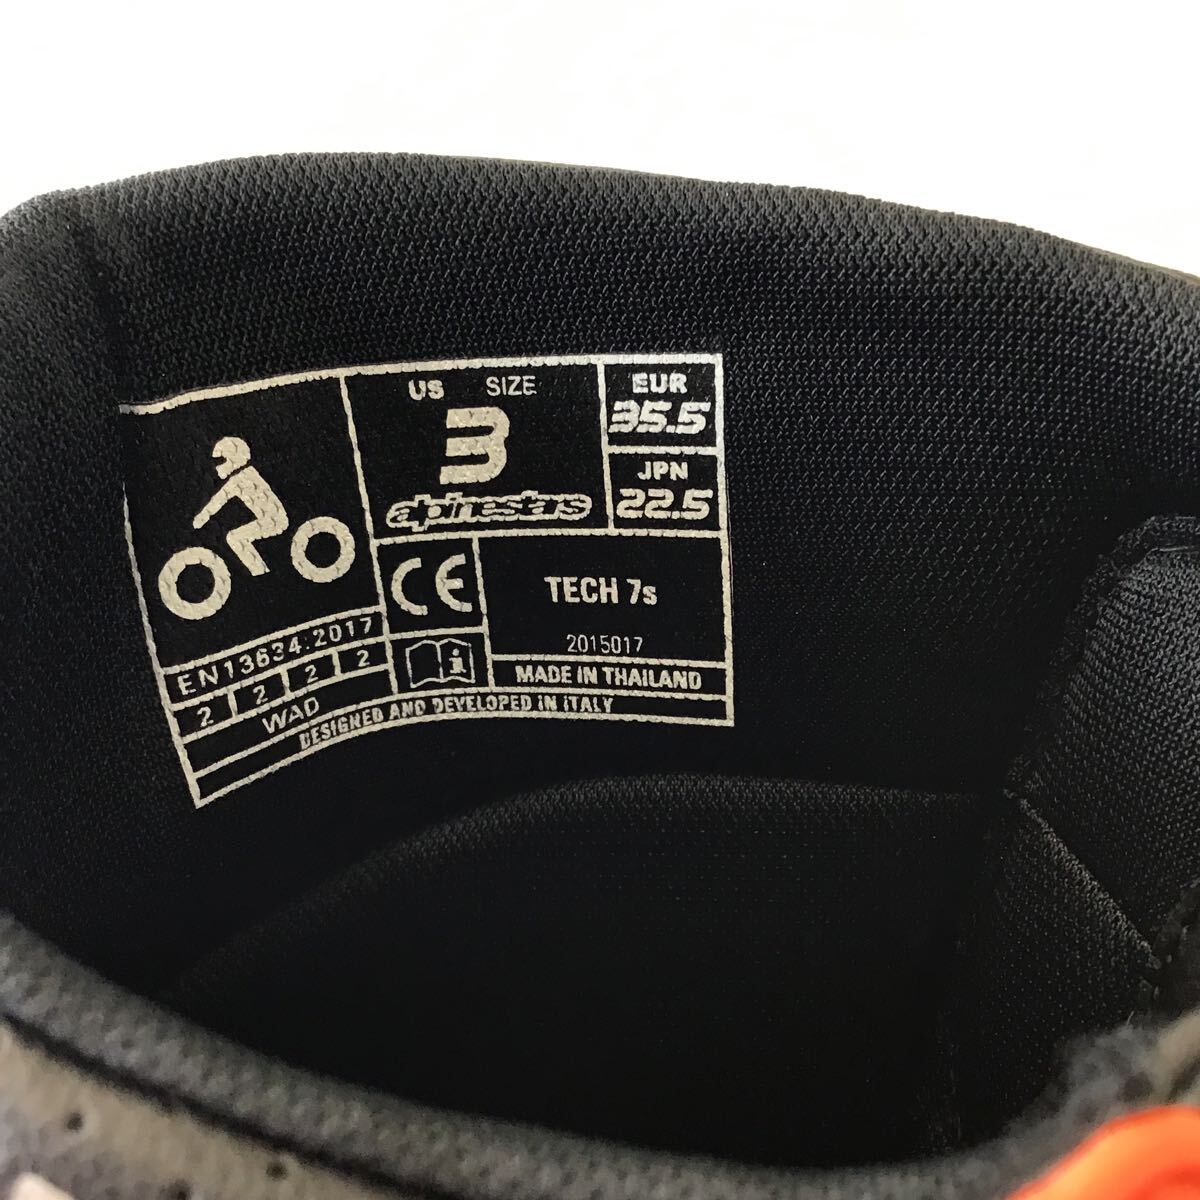 US SIZE
3
alpinestars
EUR
35.5
JPN
22.5
CE
TECH 7s
2015017
MADE IN THAILAND
EN13634:2017
2 2 2 2
WAD
DESIGNED AND DEVELOPED IN ITALY